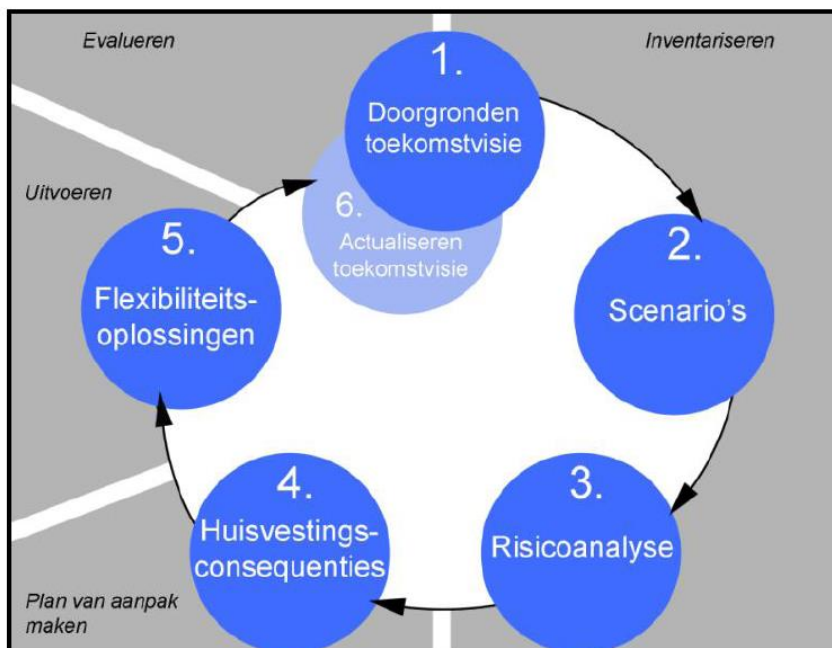 Evalueren
Inventariseren
1.
Doorgronden
toekomstvisie
Uitvoeren
6.
Actualiseren
toekomstvisie
2.
Scenario's
5.
Flexibiliteits-
oplossingen
3.
Risicoanalyse
4.
Huisvestings-
consequenties
Plan van aanpak
maken